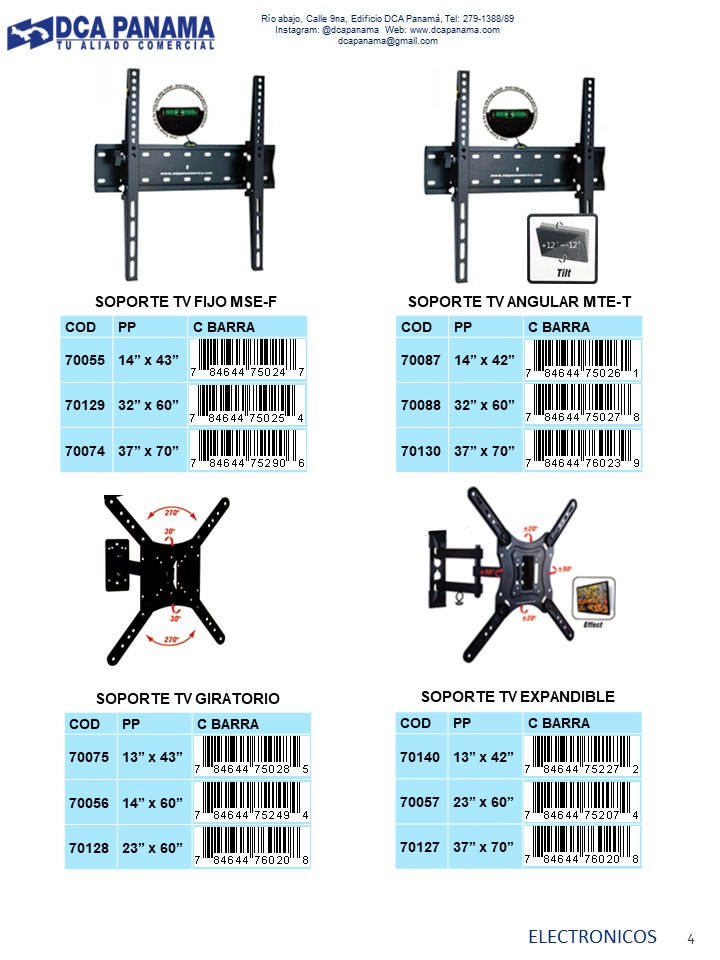 DCA PANAMA
TU ALIADO COMERCIAL
Río abajo, Calle 9na, Edificio DCA Panamá, Tel: 279-1388/89
Instagram: @dcapanama Web: www.dcapanama.com
dcapanama@gmail.com
+12°~-12°
Tilt
SOPORTE TV FIJO MSE-F
COD PP C BARRA
70055 14” x 43” 7 84644 75024 7
70129 32” x 60” 7 84644 75025 4
70074 37” x 70” 7 84644 75290 6
SOPORTE TV ANGULAR MTE-T
COD PP C BARRA
70087 14” x 42” 7 84644 75026 1
70088 32” x 60” 7 84644 75027 8
70130 37” x 70” 7 84644 76023 9
270°
30°
30°
270°
±20°
±90°
±90°
±20°
Effect
SOPORTE TV GIRATORIO
COD PP C BARRA
70075 13” x 43” 7 84644 75028 5
70056 14” x 60” 7 84644 75249 4
70128 23” x 60” 7 84644 76020 8
SOPORTE TV EXPANDIBLE
COD PP C BARRA
70140 13” x 42” 7 84644 75227 2
70057 23” x 60” 7 84644 75207 4
70127 37” x 70” 7 84644 76020 8
ELECTRONICOS 4